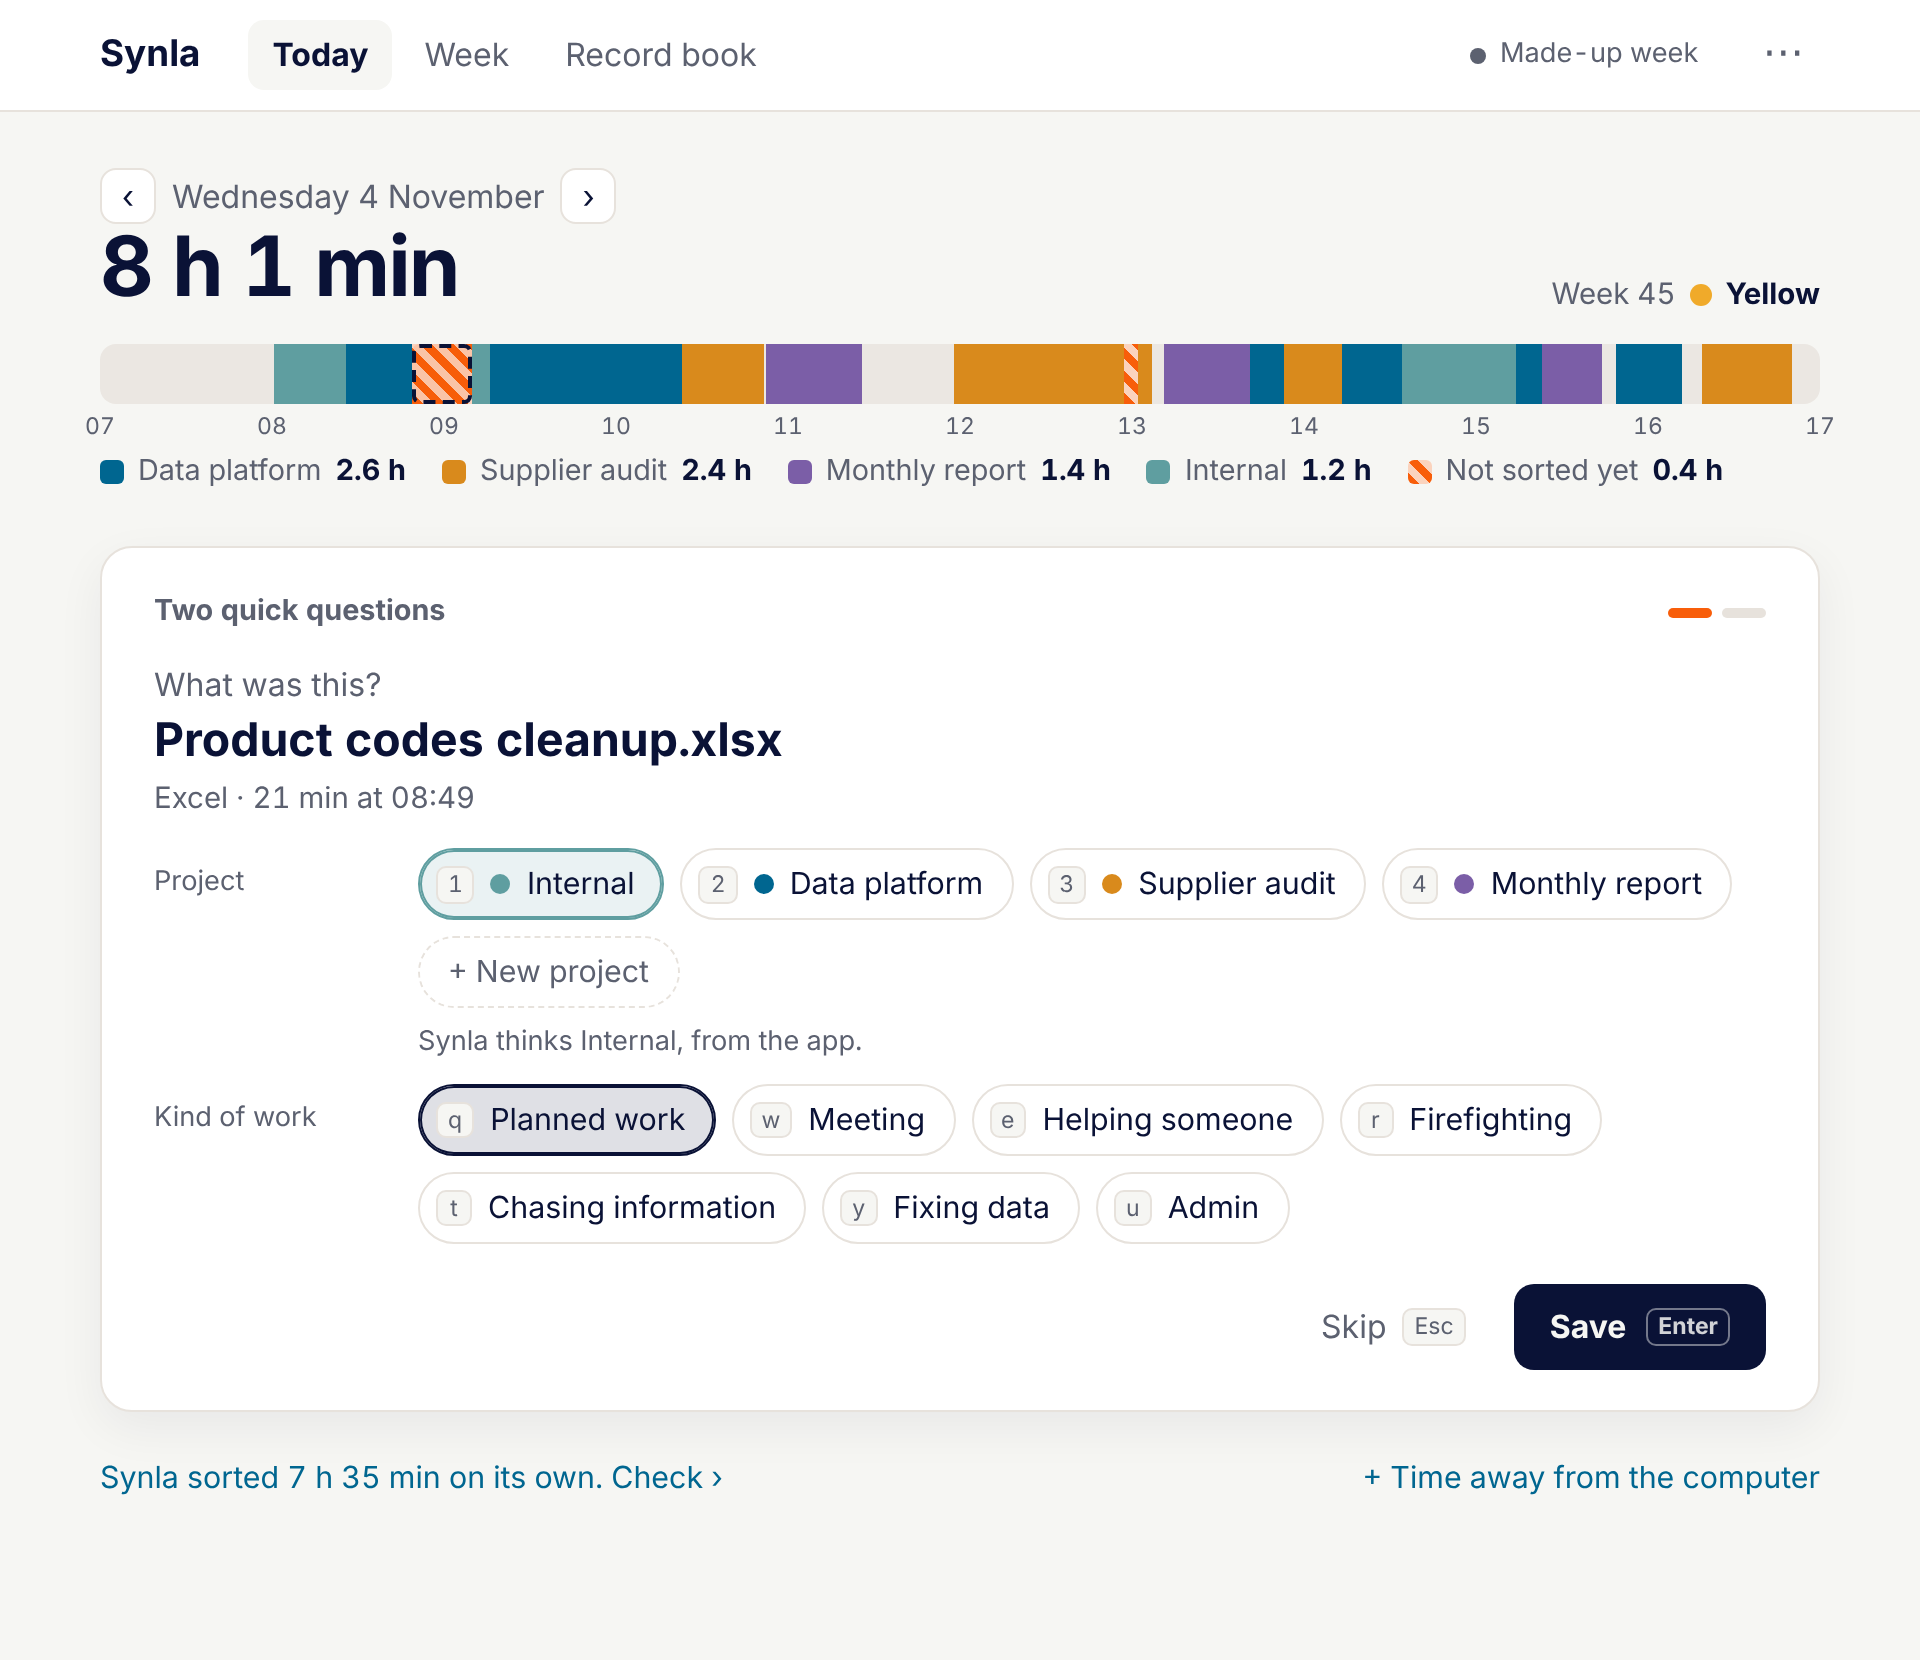 Synla Today Week Record book Made-up week ···
‹ Wednesday 4 November ›
8 h 1 min
Week 45 Yellow
07 08 09 10 11 12 13 14 15 16 17
Data platform 2.6 h Supplier audit 2.4 h Monthly report 1.4 h Internal 1.2 h Not sorted yet 0.4 h
Two quick questions
What was this?
Product codes cleanup.xlsx
Excel · 21 min at 08:49
Project 1 Internal 2 Data platform 3 Supplier audit 4 Monthly report
+ New project
Synla thinks Internal, from the app.
Kind of work q Planned work w Meeting e Helping someone r Firefighting
t Chasing information y Fixing data u Admin
Skip Esc Save Enter
Synla sorted 7 h 35 min on its own. Check › + Time away from the computer